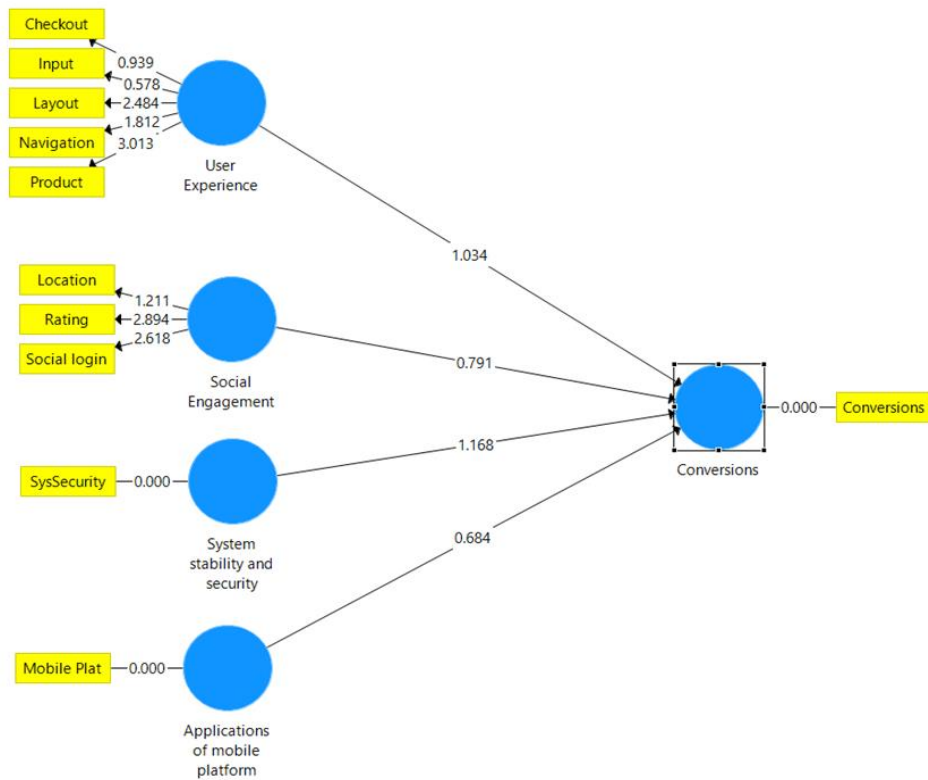 Checkout
0.939
Input
0.578
Layout
2.484
1.812
Navigation
3.013
Product
User
Experience
1.034
Location
1.211
Rating
2.894
2.618
Social login
Social
Engagement
0.791
0.000
Conversions
Conversions
SysSecurity
0.000
1.168
System
stability and
security
0.684
Mobile Plat
0.000
Applications
of mobile
platform